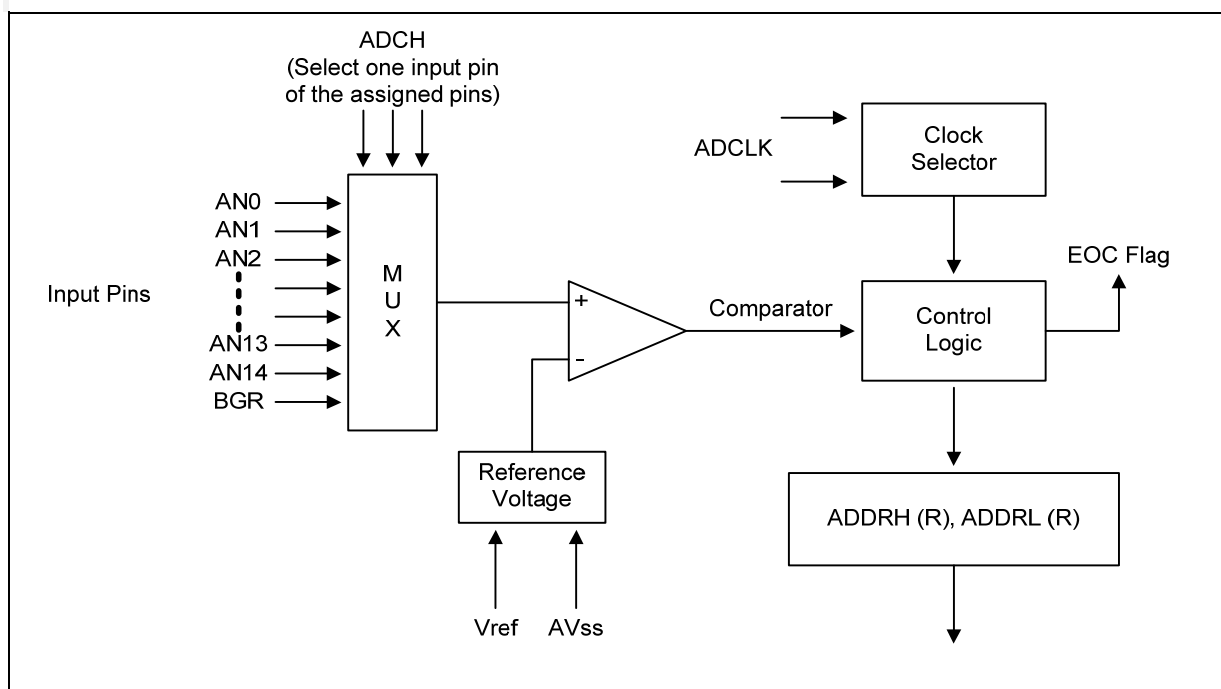 ADCH
(Select one input pin
of the assigned pins)
ADCLK
Clock
Selector
AN0
AN1
AN2
Input Pins
AN13
AN14
BGR
M
U
X
+
-
Comparator
Control
Logic
EOC Flag
Reference
Voltage
Vref
AVss
ADDRH (R), ADDRL (R)